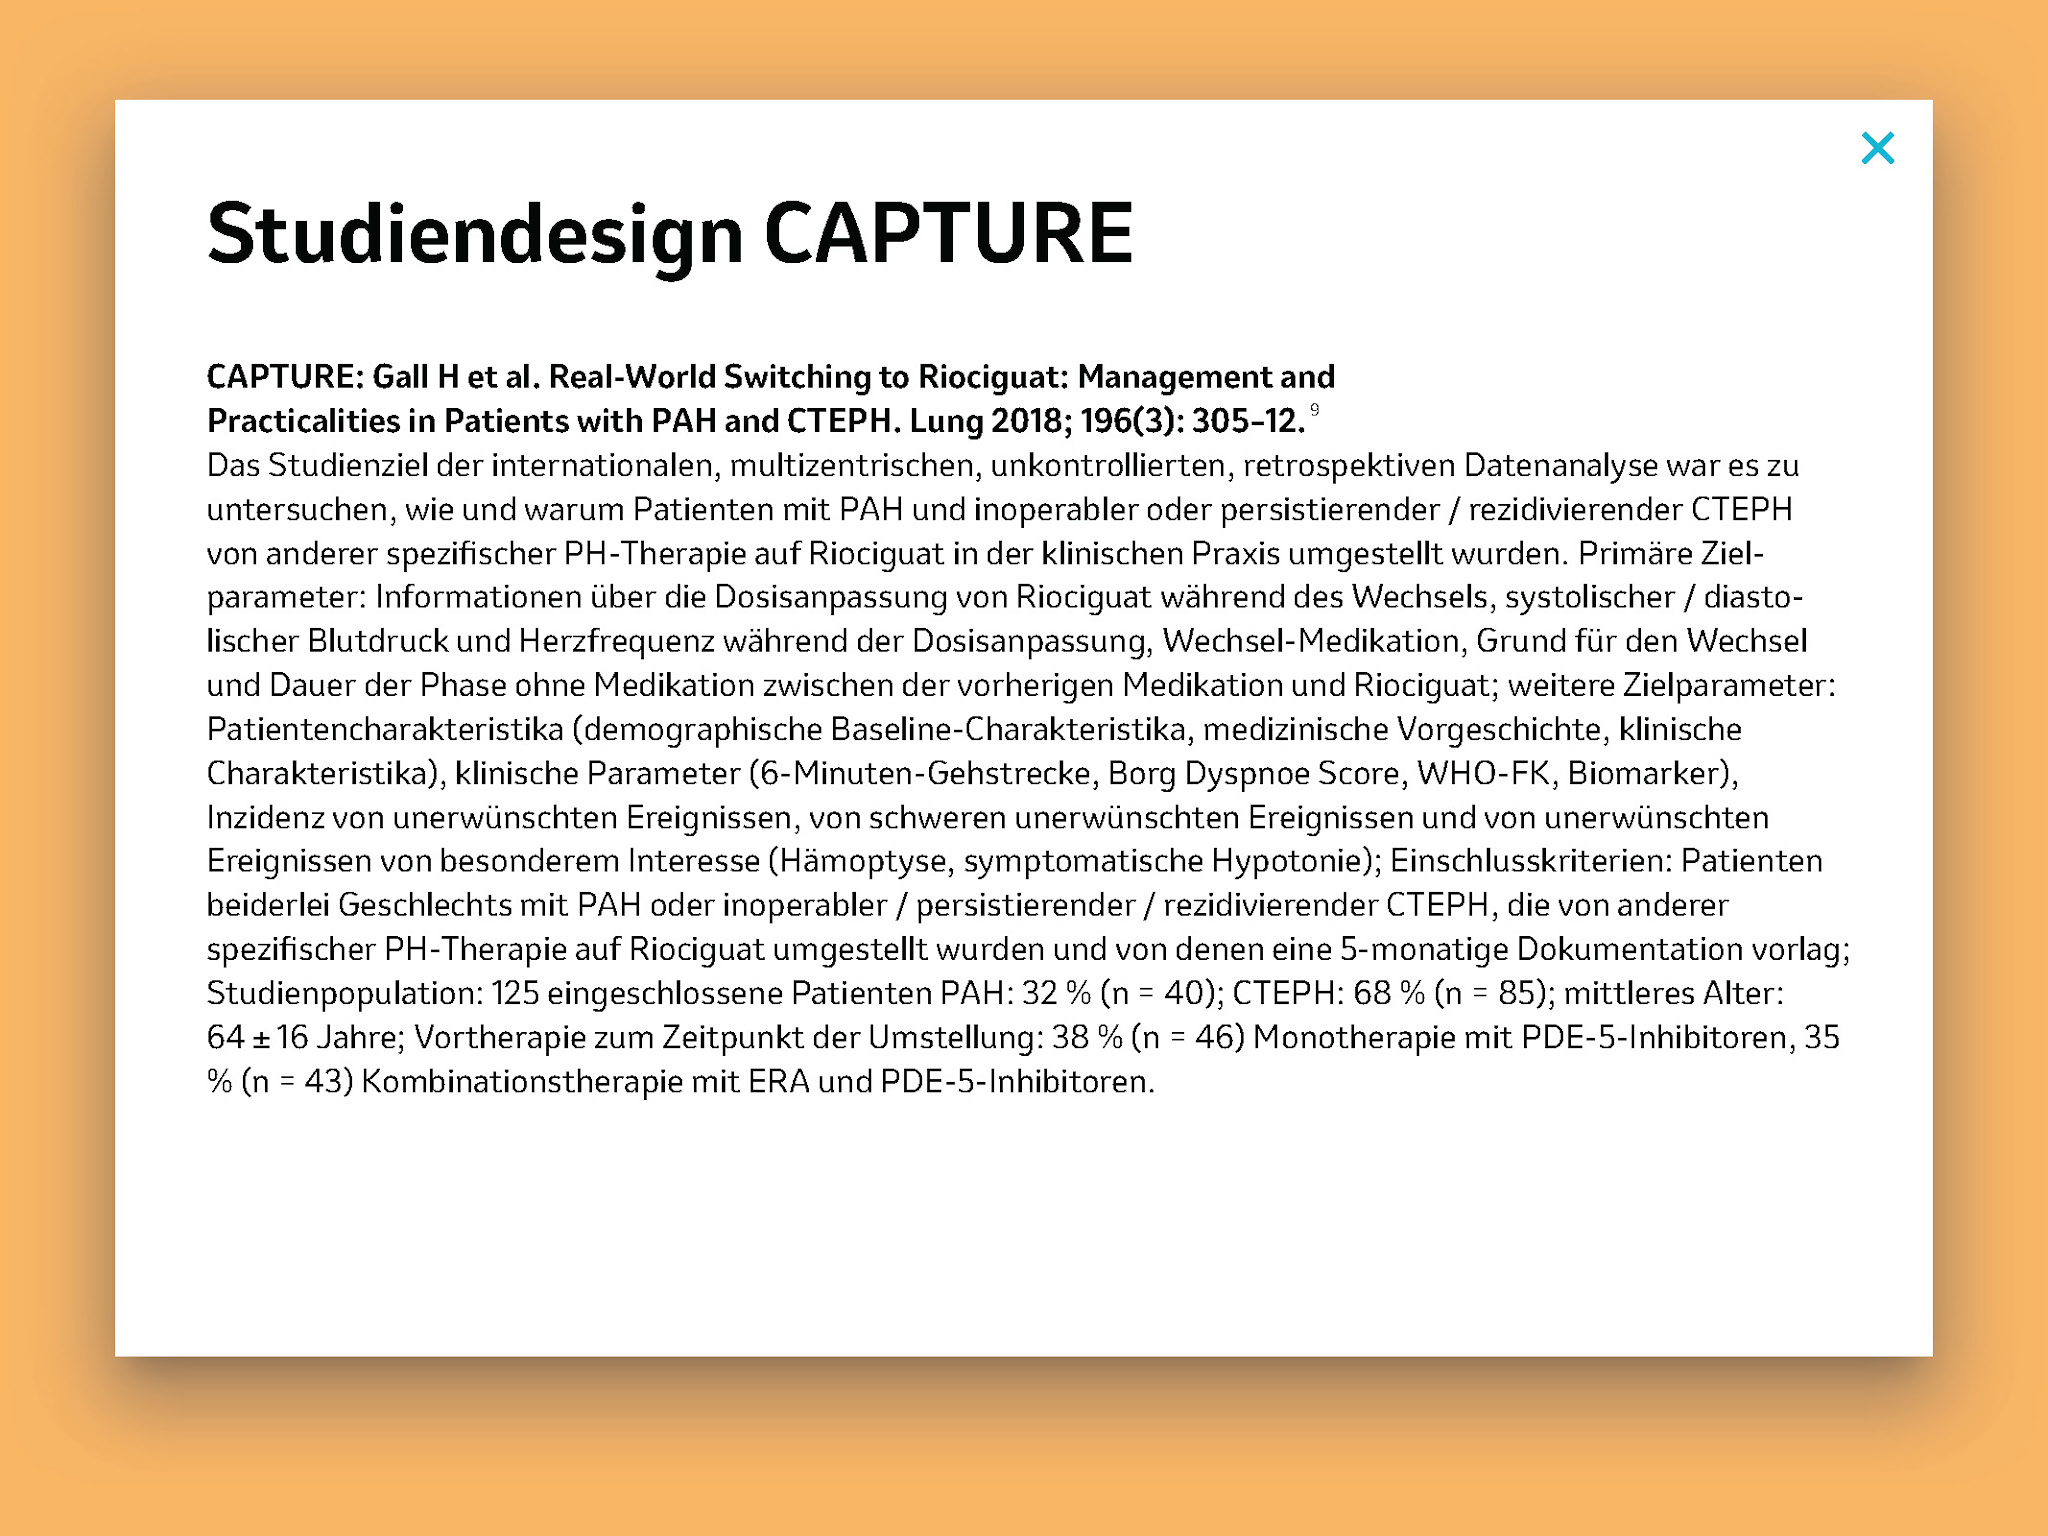 Studiendesign CAPTURE
CAPTURE: Gall H et al. Real-World Switching to Riociguat: Management and
Practicalities in Patients with PAH and CTEPH. Lung 2018; 196(3): 305–12. 9
Das Studienziel der internationalen, multizentrischen, unkontrollierten, retrospektiven Datenanalyse war es zu
untersuchen, wie und warum Patienten mit PAH und inoperabler oder persistierender / rezidivierender CTEPH
von anderer spezifischer PH-Therapie auf Riociguat in der klinischen Praxis umgestellt wurden. Primäre Ziel-
parameter: Informationen über die Dosisanpassung von Riociguat während des Wechsels, systolischer / diasto-
lischer Blutdruck und Herzfrequenz während der Dosisanpassung, Wechsel-Medikation, Grund für den Wechsel
und Dauer der Phase ohne Medikation zwischen der vorherigen Medikation und Riociguat; weitere Zielparameter:
Patientencharakteristika (demographische Baseline-Charakteristika, medizinische Vorgeschichte, klinische
Charakteristika), klinische Parameter (6-Minuten-Gehstrecke, Borg Dyspnoe Score, WHO-FK, Biomarker),
Inzidenz von unerwünschten Ereignissen, von schweren unerwünschten Ereignissen und von unerwünschten
Ereignissen von besonderem Interesse (Hämoptyse, symptomatische Hypotonie); Einschlusskriterien: Patienten
beiderlei Geschlechts mit PAH oder inoperabler / persistierender / rezidivierender CTEPH, die von anderer
spezifischer PH-Therapie auf Riociguat umgestellt wurden und von denen eine 5-monatige Dokumentation vorlag;
Studienpopulation: 125 eingeschlossene Patienten PAH: 32 % (n = 40); CTEPH: 68 % (n = 85); mittleres Alter:
64 ± 16 Jahre; Vortherapie zum Zeitpunkt der Umstellung: 38 % (n = 46) Monotherapie mit PDE-5-Inhibitoren, 35
% (n = 43) Kombinationstherapie mit ERA und PDE-5-Inhibitoren.